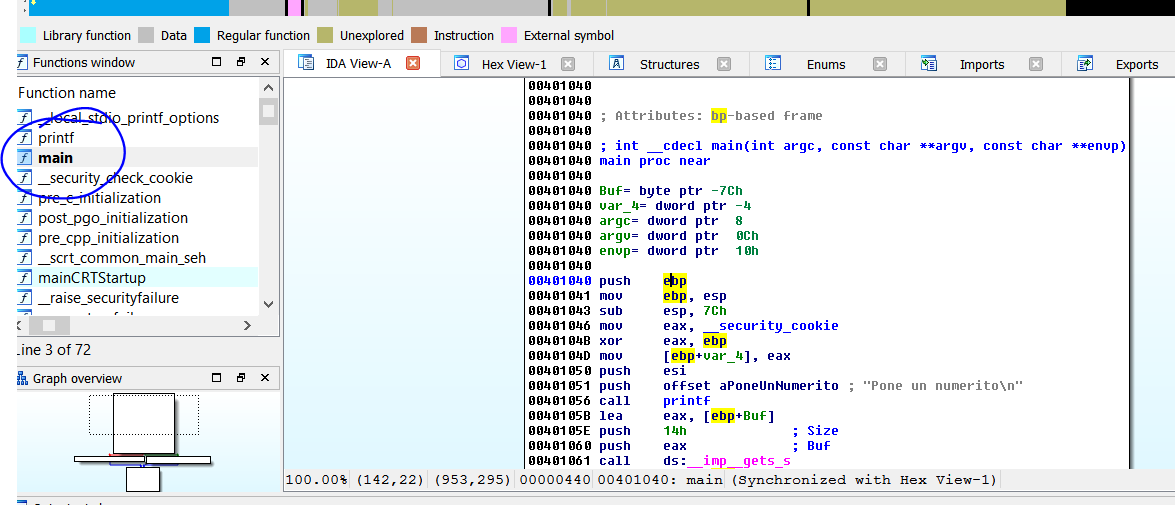 Library function Data Regular function Unexplored Instruction External symbol
Functions window
Function name
__local_stdio_printf_options
printf
main
__security_check_cookie
pre_c_initialization
post_pgo_initialization
pre_cpp_initialization
__scrt_common_main_seh
mainCRTStartup
__raise_securityfailure
Line 3 of 72
Graph overview
IDA View-A Hex View-1 Structures Enums Imports Exports
00401040
00401040
00401040 ; Attributes: bp-based frame
00401040
00401040 ; int __cdecl main(int argc, const char **argv, const char **envp)
00401040 main proc near
00401040
00401040 Buf= byte ptr -7Ch
00401040 var_4= dword ptr -4
00401040 argc= dword ptr  8
00401040 argv= dword ptr  0Ch
00401040 envp= dword ptr  10h
00401040
00401040 push    ebp
00401041 mov     ebp, esp
00401043 sub     esp, 7Ch
00401046 mov     eax, __security_cookie
0040104B xor     eax, ebp
0040104D mov     [ebp+var_4], eax
00401050 push    esi
00401051 push    offset aPoneUnNumerito ; "Pone un numerito\n"
00401056 call    printf
0040105B lea     eax, [ebp+Buf]
0040105E push    14h             ; Size
00401060 push    eax             ; Buf
00401061 call    ds:__imp__gets_s
100.00% (142,22) (953,295) 00000440 00401040: main (Synchronized with Hex View-1)